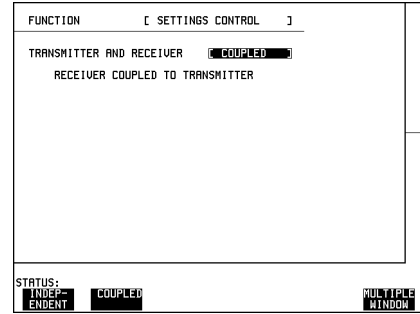 FUNCTION [ SETTINGS CONTROL ]
TRANSMITTER AND RECEIVER [ COUPLED ]
RECEIVER COUPLED TO TRANSMITTER
STATUS:
INDEP-
ENDENT
COUPLED
MULTIPLE
WINDOW